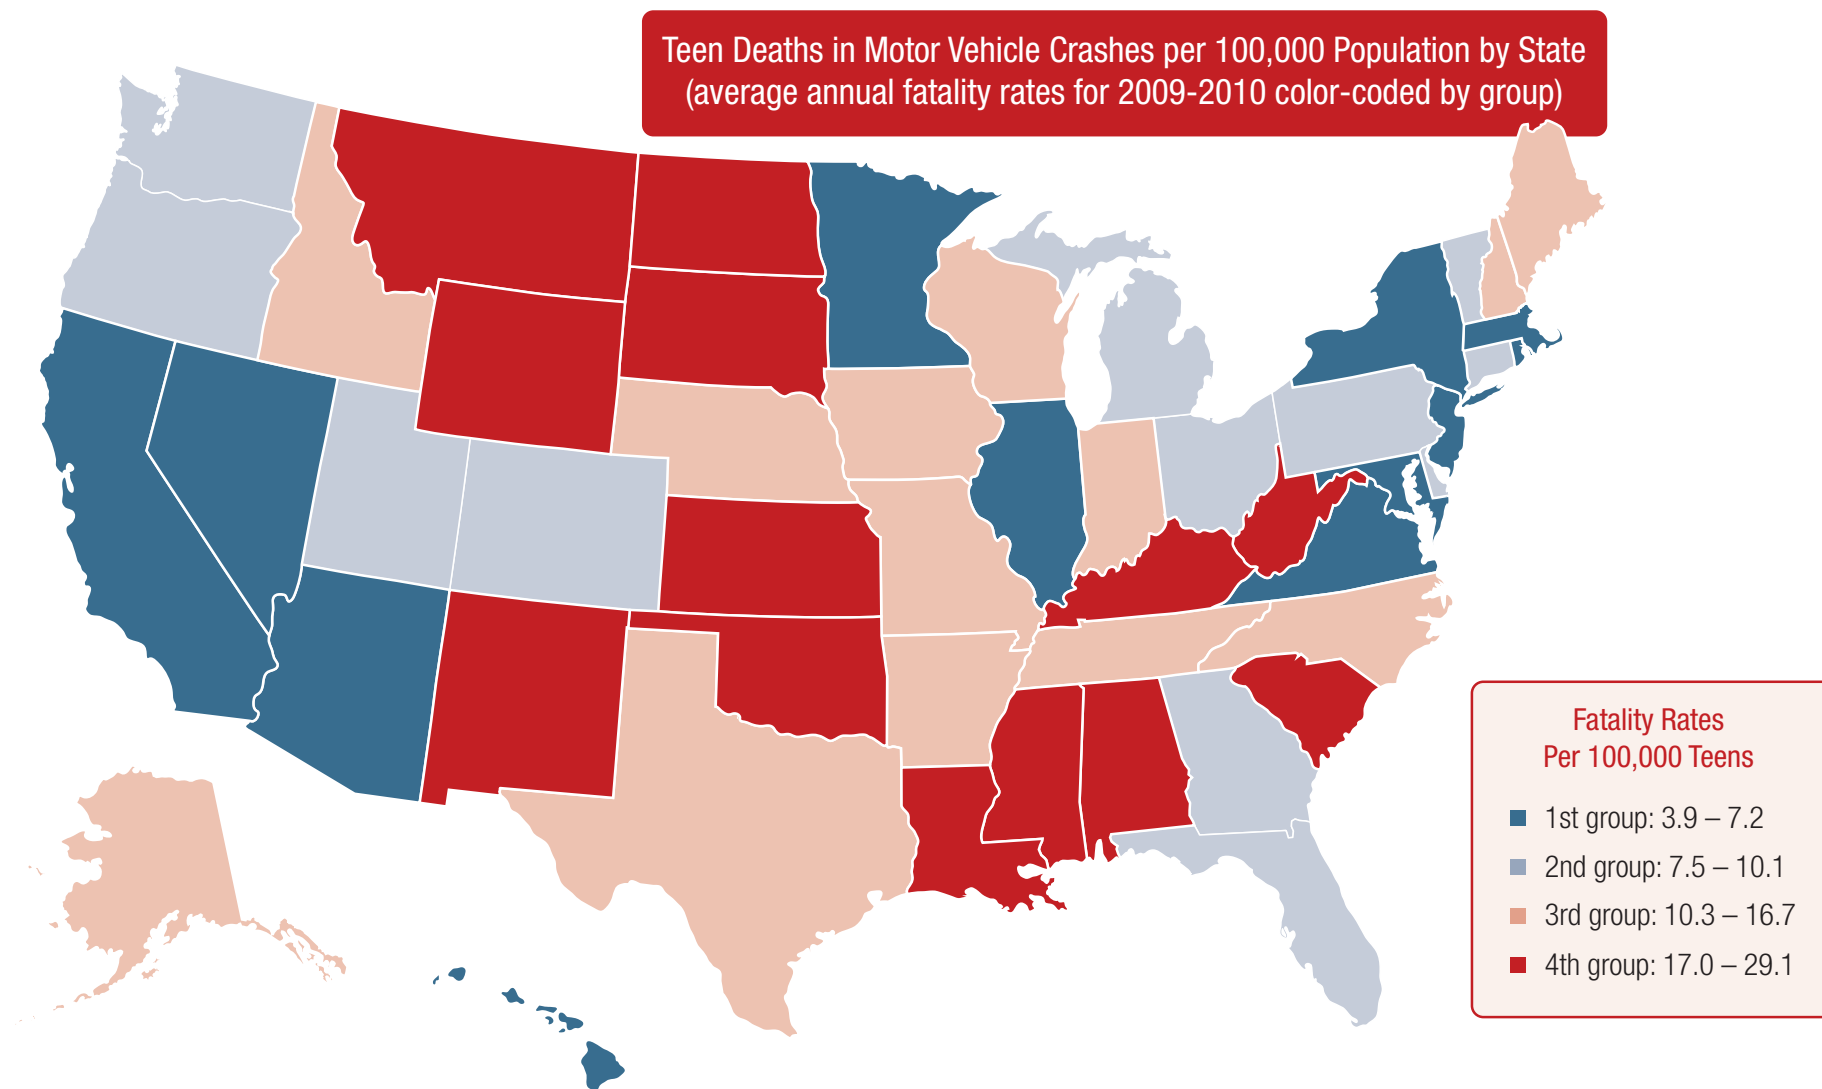 Teen Deaths in Motor Vehicle Crashes per 100,000 Population by State
(average annual fatality rates for 2009-2010 color-coded by group)
Fatality Rates
Per 100,000 Teens
1st group: 3.9 – 7.2
2nd group: 7.5 – 10.1
3rd group: 10.3 – 16.7
4th group: 17.0 – 29.1